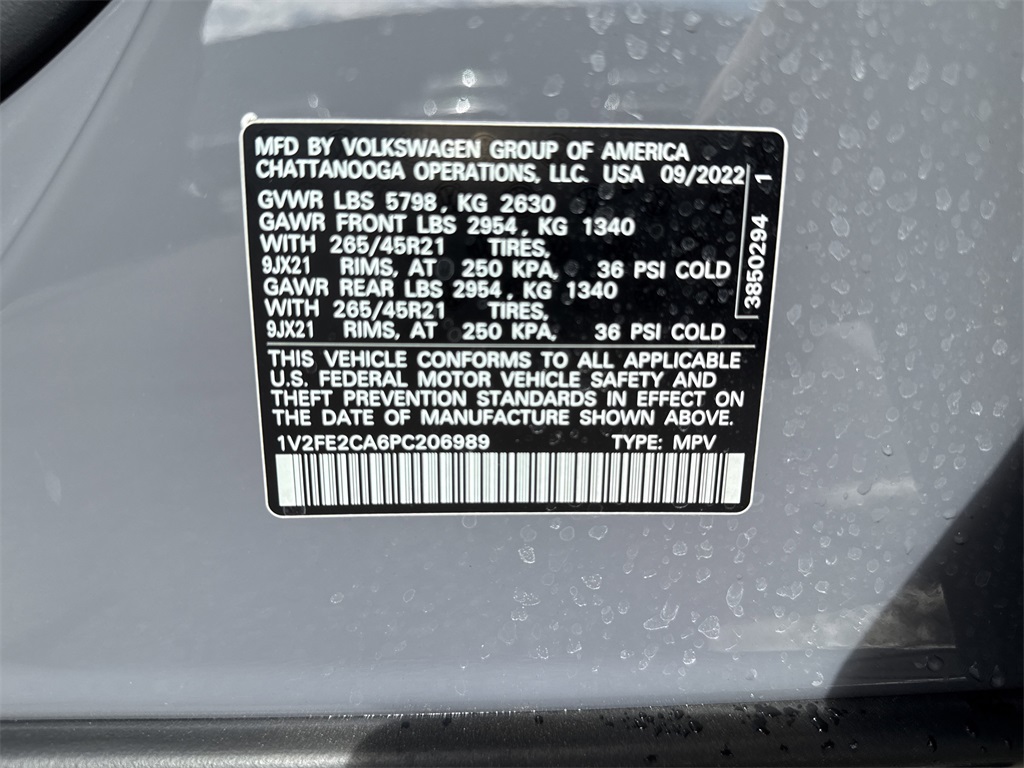 MFD BY VOLKSWAGEN GROUP OF AMERICA
CHATTANOOGA OPERATIONS, LLC. USA 09/2022
GVWR LBS 5798, KG 2630
GAWR FRONT LBS 2954, KG 1340
WITH 265/45R21 TIRES,
9JX21 RIMS, AT 250 KPA, 36 PSI COLD
GAWR REAR LBS 2954, KG 1340
WITH 265/45R21 TIRES,
9JX21 RIMS, AT 250 KPA, 36 PSI COLD
THIS VEHICLE CONFORMS TO ALL APPLICABLE
U.S. FEDERAL MOTOR VEHICLE SAFETY AND
THEFT PREVENTION STANDARDS IN EFFECT ON
THE DATE OF MANUFACTURE SHOWN ABOVE.
1V2FE2CA6PC206989 TYPE: MPV
3850294 1